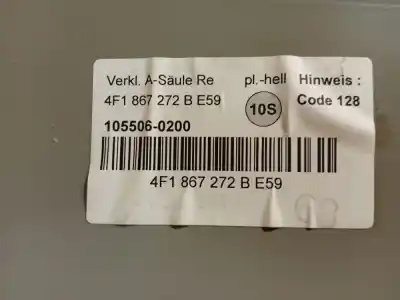 Verkl. A-Säule Re pl.-hell Hinweis :
4F1 867 272 B E59 10S Code 128
105506-0200
4F1 867 272 B E59